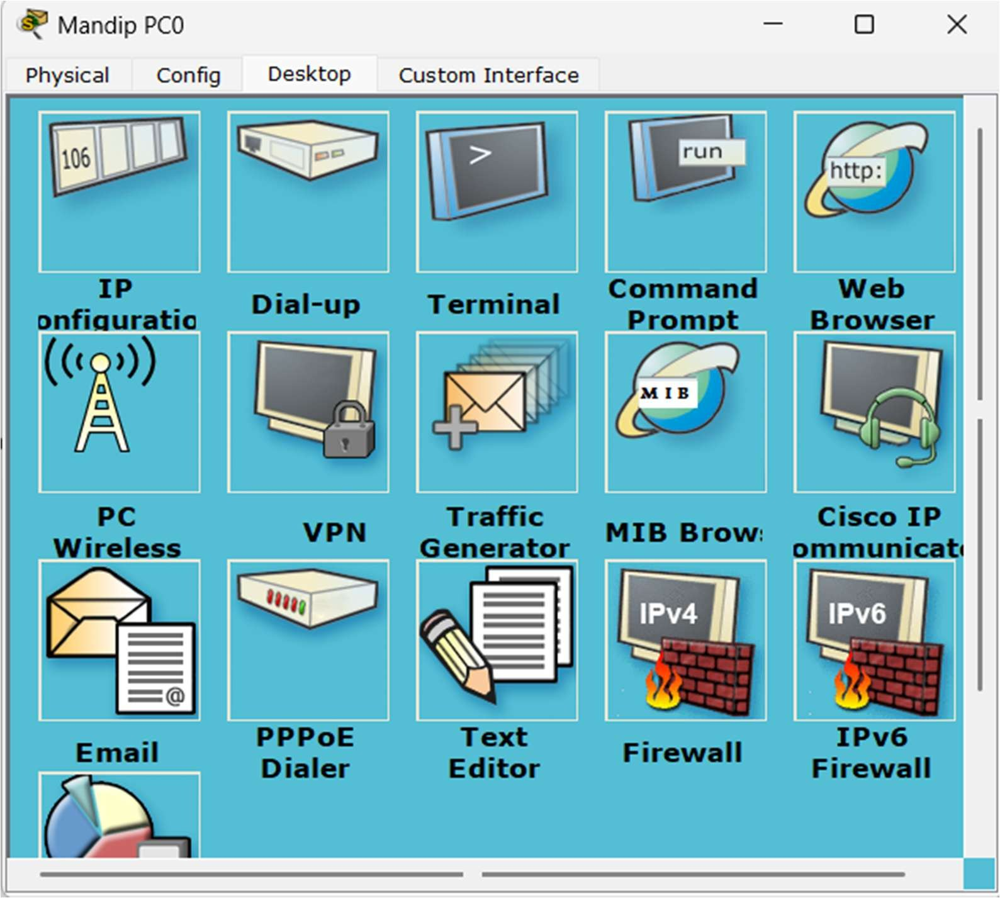 Mandip PC0
Physical Config Desktop Custom Interface
106
>
run
http:
IP
onfiguratio
Dial-up
Terminal
Command
Prompt
Web
Browser
MIB
PC
Wireless
VPN
Traffic
Generator
MIB Brow
Cisco IP
ommunicat
@
IPv4
IPv6
Email
PPPoE
Dialer
Text
Editor
Firewall
IPv6
Firewall